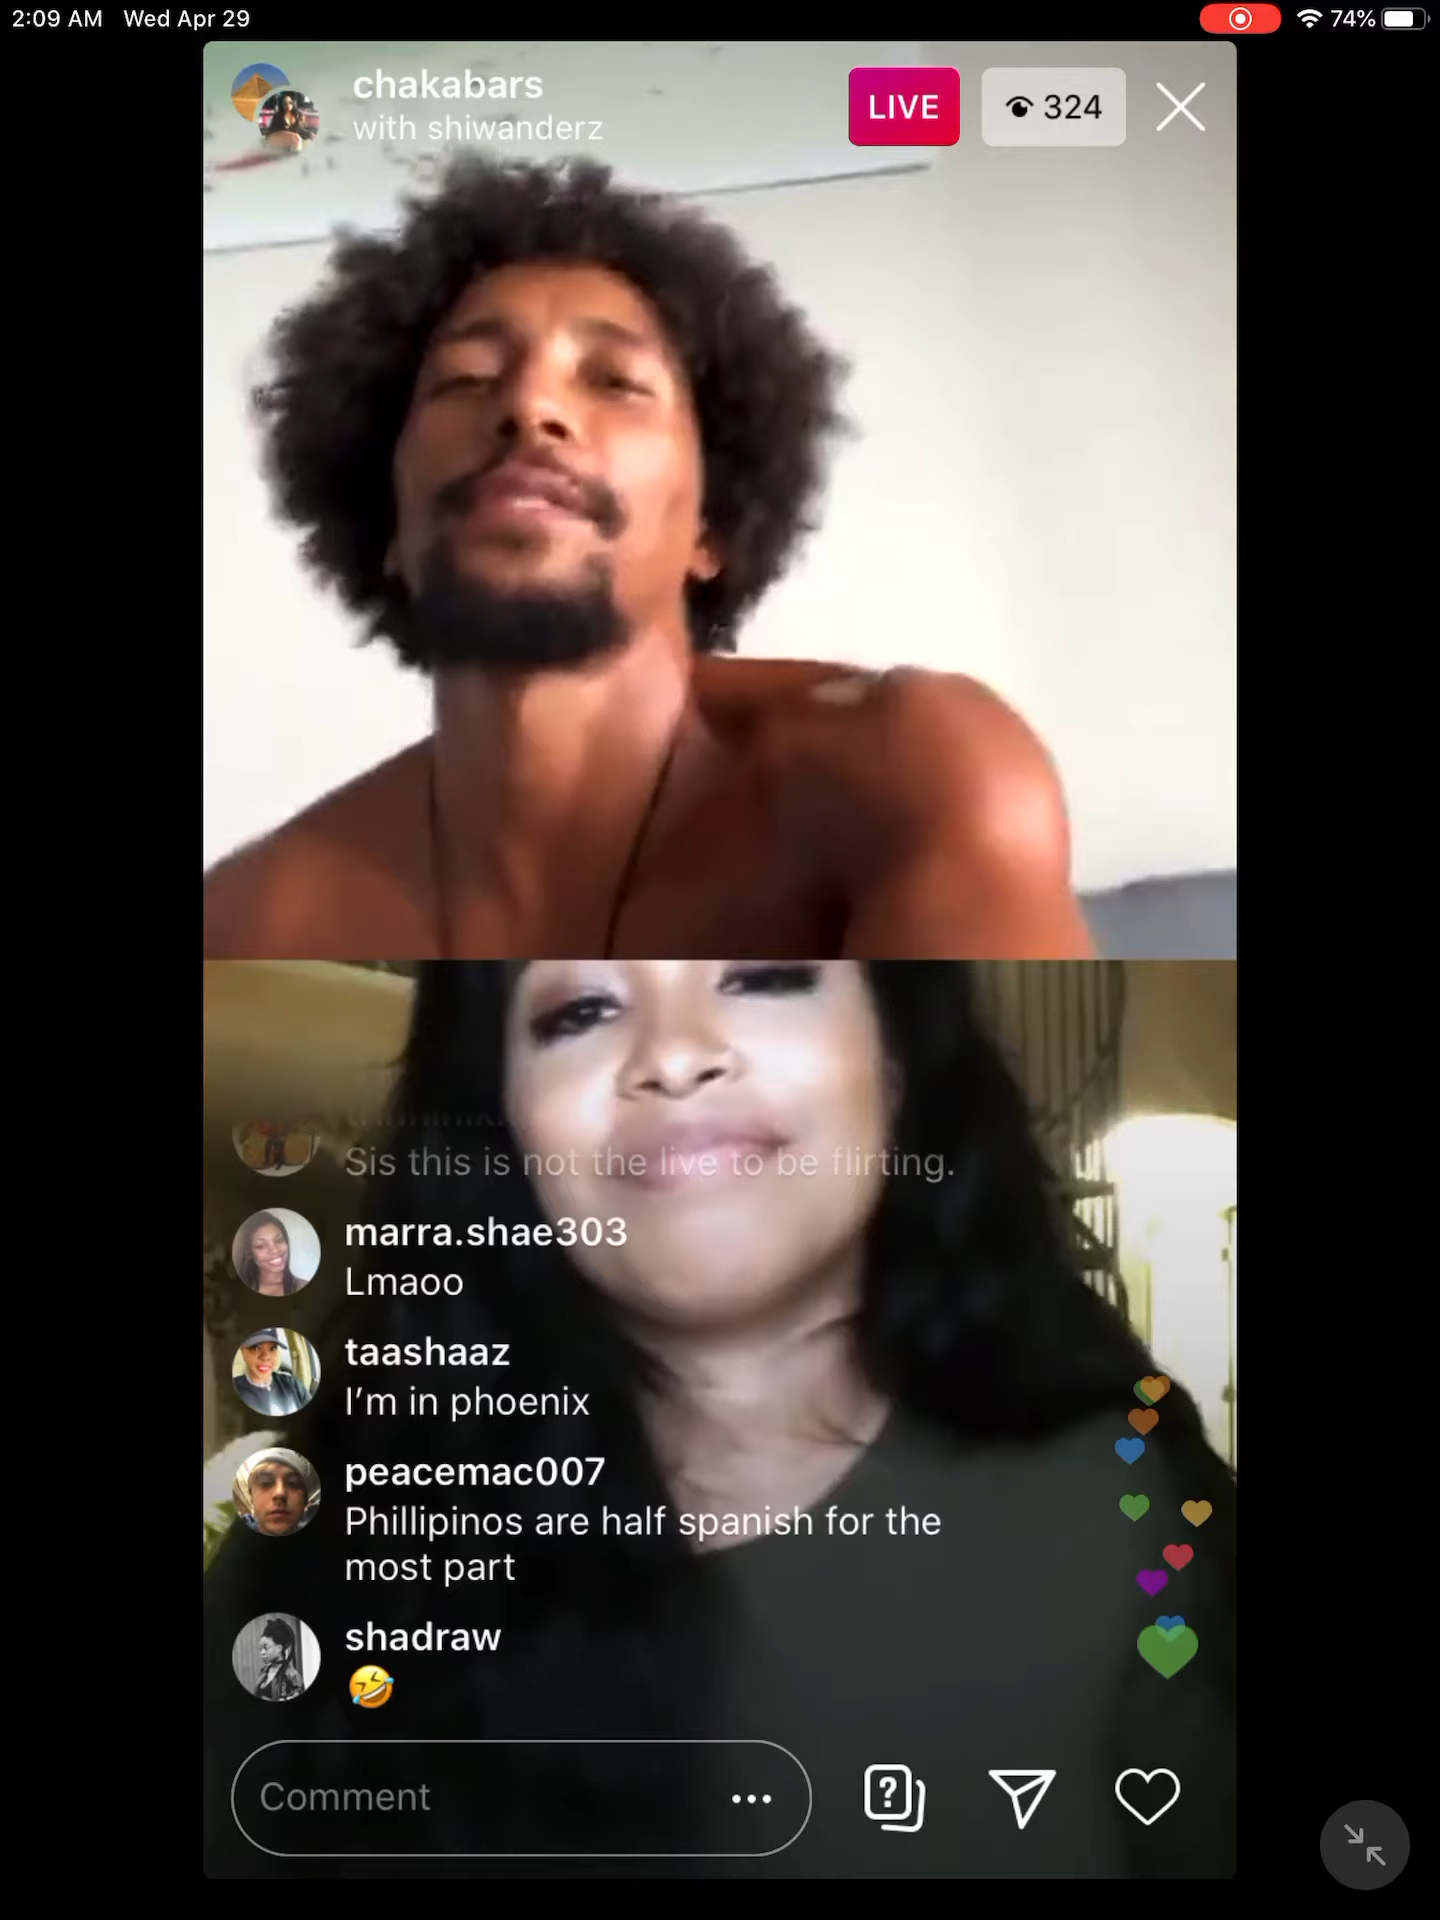 2:09 AM Wed Apr 29
74%
chakabars
with shiwanderz
LIVE
324
Sis this is not the live to be flirting.
marra.shae303
Lmaoo
taashaaz
I'm in phoenix
peacemac007
Phillipinos are half spanish for the
most part
shadraw
🤣
Comment